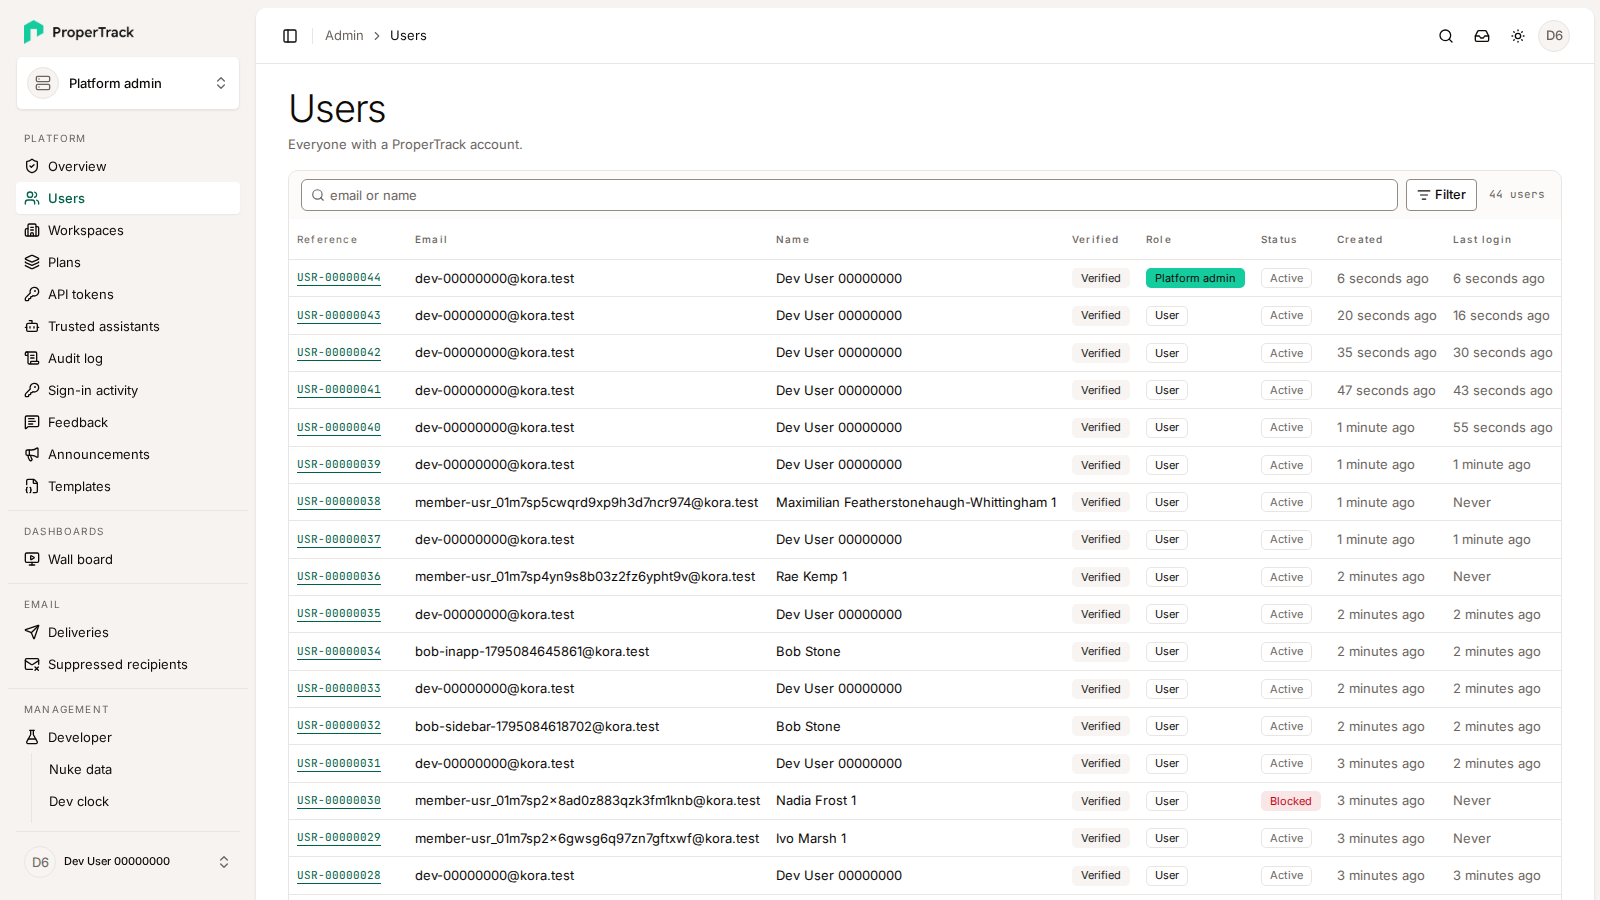 ProperTrack
Platform admin
PLATFORM
Overview
Users
Workspaces
Plans
API tokens
Trusted assistants
Audit log
Sign-in activity
Feedback
Announcements
Templates
DASHBOARDS
Wall board
EMAIL
Deliveries
Suppressed recipients
MANAGEMENT
Developer
Nuke data
Dev clock
D6 Dev User 00000000
Admin > Users
D6
Users
Everyone with a ProperTrack account.
email or name Filter 44 users
Reference Email Name Verified Role Status Created Last login
USR-00000044 dev-00000000@kora.test Dev User 00000000 Verified Platform admin Active 6 seconds ago 6 seconds ago
USR-00000043 dev-00000000@kora.test Dev User 00000000 Verified User Active 20 seconds ago 16 seconds ago
USR-00000042 dev-00000000@kora.test Dev User 00000000 Verified User Active 35 seconds ago 30 seconds ago
USR-00000041 dev-00000000@kora.test Dev User 00000000 Verified User Active 47 seconds ago 43 seconds ago
USR-00000040 dev-00000000@kora.test Dev User 00000000 Verified User Active 1 minute ago 55 seconds ago
USR-00000039 dev-00000000@kora.test Dev User 00000000 Verified User Active 1 minute ago 1 minute ago
USR-00000038 member-usr_01m7sp5cwqrd9xp9h3d7ncr974@kora.test Maximilian Featherstonehaugh-Whittingham 1 Verified User Active 1 minute ago Never
USR-00000037 dev-00000000@kora.test Dev User 00000000 Verified User Active 1 minute ago 1 minute ago
USR-00000036 member-usr_01m7sp4yn9s8b03z2fz6ypht9v@kora.test Rae Kemp 1 Verified User Active 2 minutes ago Never
USR-00000035 dev-00000000@kora.test Dev User 00000000 Verified User Active 2 minutes ago 2 minutes ago
USR-00000034 bob-inapp-1795084645861@kora.test Bob Stone Verified User Active 2 minutes ago 2 minutes ago
USR-00000033 dev-00000000@kora.test Dev User 00000000 Verified User Active 2 minutes ago 2 minutes ago
USR-00000032 bob-sidebar-1795084618702@kora.test Bob Stone Verified User Active 2 minutes ago 2 minutes ago
USR-00000031 dev-00000000@kora.test Dev User 00000000 Verified User Active 3 minutes ago 2 minutes ago
USR-00000030 member-usr_01m7sp2×8ad0z883qzk3fm1knb@kora.test Nadia Frost 1 Verified User Blocked 3 minutes ago Never
USR-00000029 member-usr_01m7sp2×6gwsg6q97zn7gftxwf@kora.test Ivo Marsh 1 Verified User Active 3 minutes ago Never
USR-00000028 dev-00000000@kora.test Dev User 00000000 Verified User Active 3 minutes ago 3 minutes ago